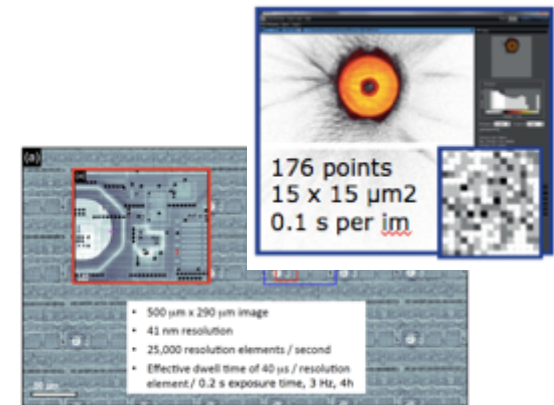 176 points
15 x 15 μm2
0.1 s per im
(a)
• 500 μm x 290 μm image
• 41 nm resolution
• 25,000 resolution elements / second
• Effective dwell time of 40 μs / resolution
element / 0.2 s exposure time, 3 Hz, 4h